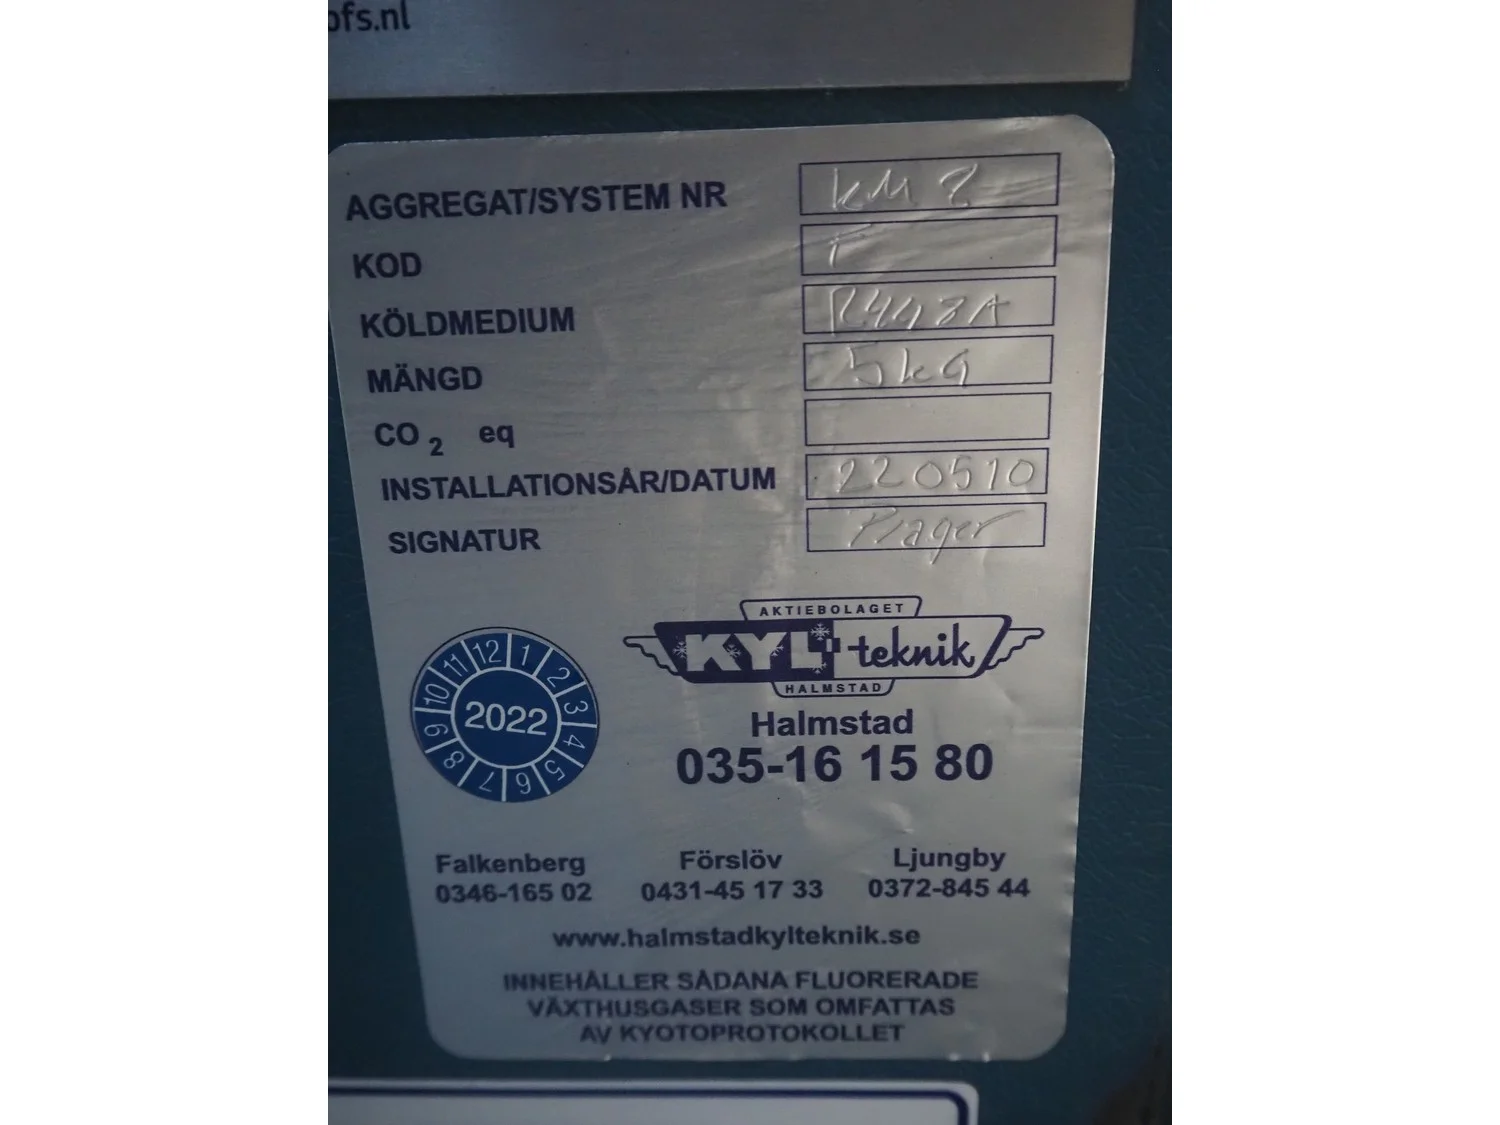 ofs.nl
AGGREGAT/SYSTEM NR KM 8
KOD F
KÖLDMEDIUM R448A
MÄNGD 5kg
CO2 eq
INSTALLATIONSÅR/DATUM 220510
SIGNATUR
AKTIEBOLAGET
KYL teknik
HALMSTAD
Halmstad
035-16 15 80
2022
1 2 3 4 5 6 7 8 9 10 11 12
Falkenberg Förslöv Ljungby
0346-165 02 0431-45 17 33 0372-845 44
www.halmstadkylteknik.se
INNEHÅLLER SÅDANA FLUORERADE
VÄXTHUSGASER SOM OMFATTAS
AV KYOTOPROTOKOLLET